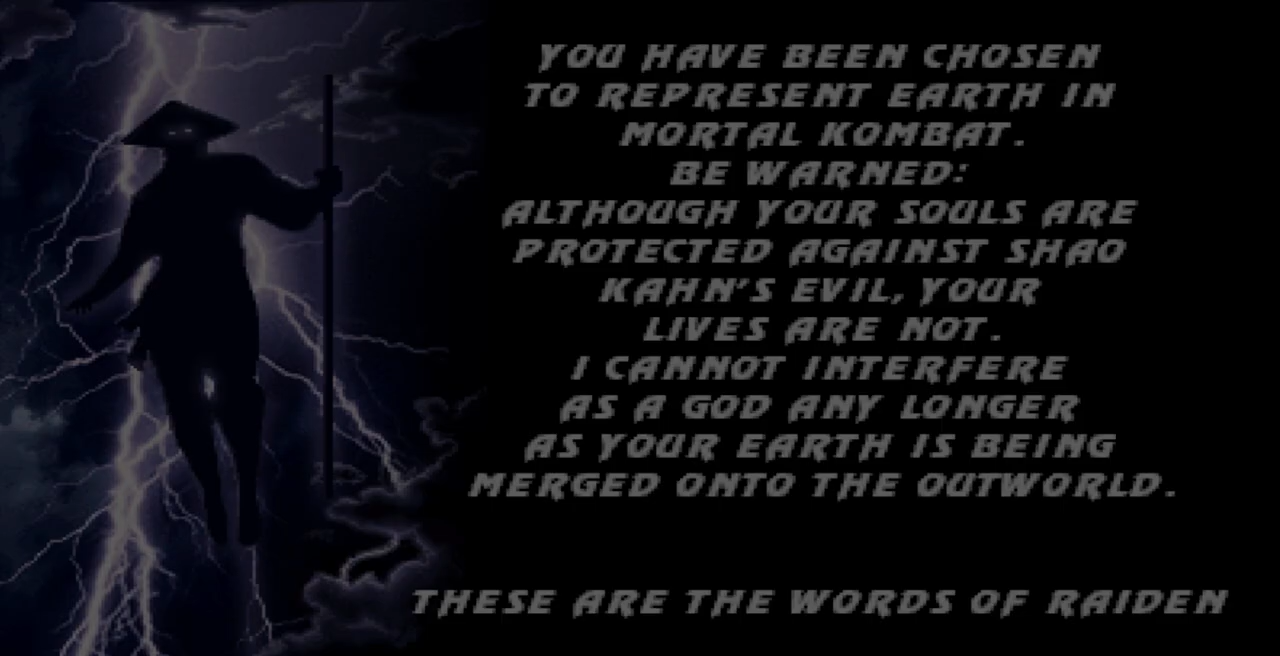 YOU HAVE BEEN CHOSEN
TO REPRESENT EARTH IN
MORTAL KOMBAT.
BE WARNED:
ALTHOUGH YOUR SOULS ARE
PROTECTED AGAINST SHAO
KAHN'S EVIL, YOUR
LIVES ARE NOT.
I CANNOT INTERFERE
AS A GOD ANY LONGER
AS YOUR EARTH IS BEING
MERGED ONTO THE OUTWORLD.
THESE ARE THE WORDS OF RAIDEN